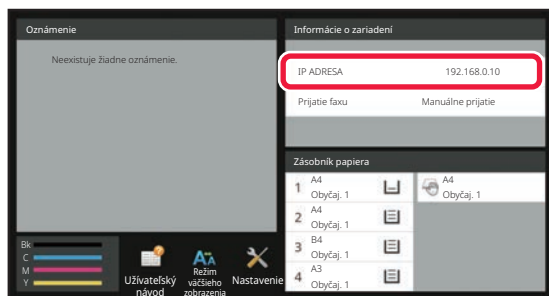 Oznámenie
Neexistuje žiadne oznámenie.
Informácie o zariadení
IP ADRESA 192.168.0.10
Prijatie faxu Manuálne prijatie
Zásobník papiera
1 A4
Obyčaj. 1
A4
Obyčaj. 1
2 A4
Obyčaj. 1
3 B4
Obyčaj. 1
4 A3
Obyčaj. 1
Bk
C
M
Y
Užívateľský
návod
Režim
väčšieho
zobrazenia
Nastavenie